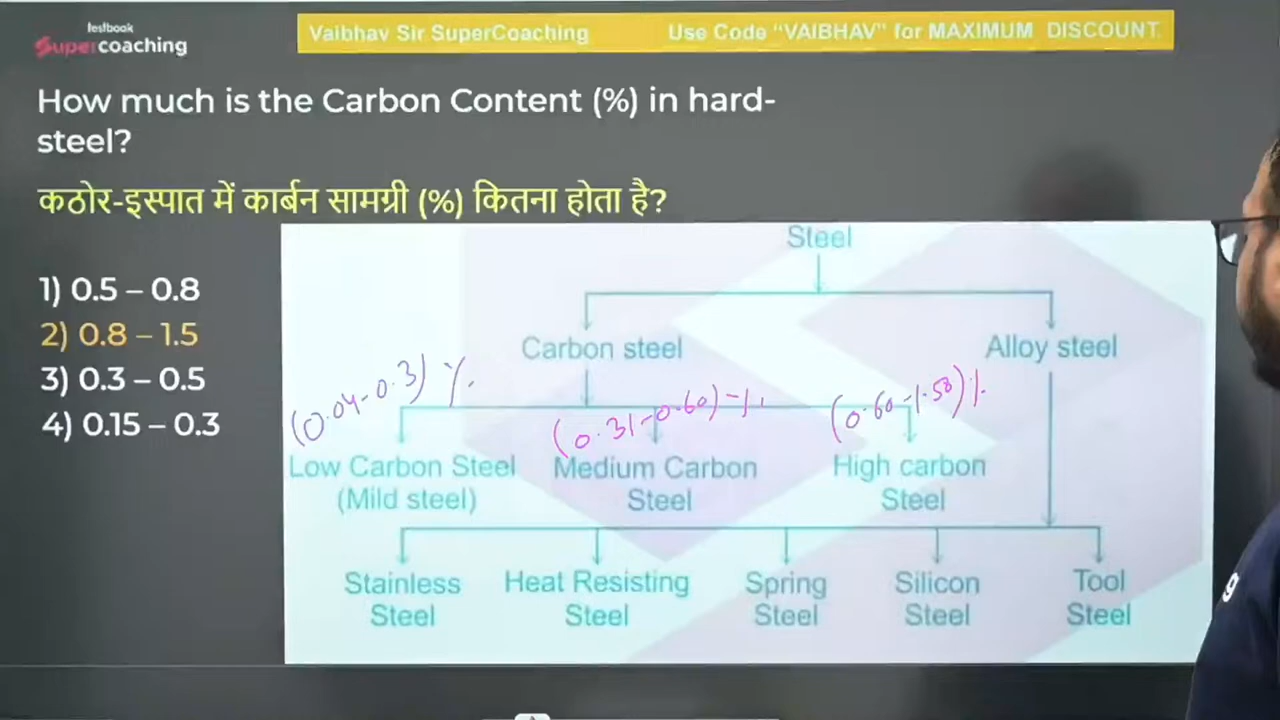 testbook
Supercoaching
Vaibhav Sir SuperCoaching Use Code "VAIBHAV" for MAXIMUM DISCOUNT
How much is the Carbon Content (%) in hard-
steel?
कठोर-इस्पात में कार्बन सामग्री (%) कितना होता है?
1) 0.5 – 0.8
2) 0.8 – 1.5
3) 0.3 – 0.5
4) 0.15 – 0.3
Steel
Carbon steel Alloy steel
(0.04-0.3) %. (0.31-0.60)-%. (0.60-1.50)%.
Low Carbon Steel Medium Carbon High carbon
(Mild steel) Steel Steel
Stainless Heat Resisting Spring Silicon Tool
Steel Steel Steel Steel Steel